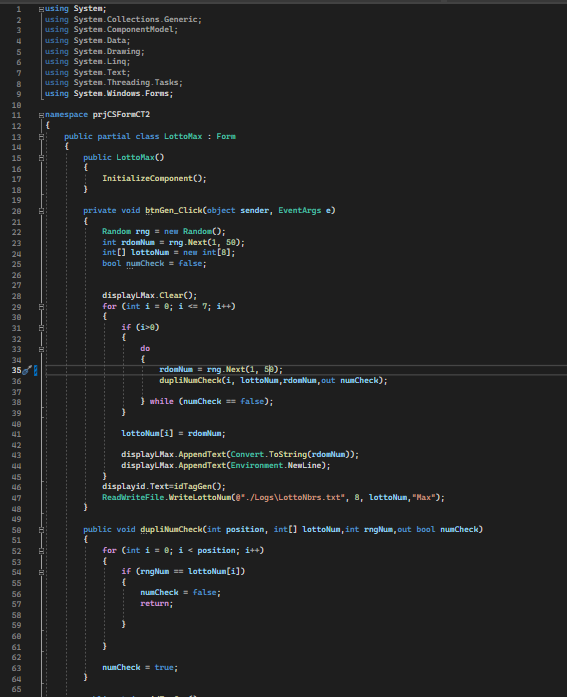 1 using System;
2 using System.Collections.Generic;
3 using System.ComponentModel;
4 using System.Data;
5 using System.Drawing;
6 using System.Linq;
7 using System.Text;
8 using System.Threading.Tasks;
9 using System.Windows.Forms;
10
11 namespace prjCSFormCT2
12 {
13 public partial class LottoMax : Form
14 {
15 public LottoMax()
16 {
17 InitializeComponent();
18 }
19
20 private void btnGen_Click(object sender, EventArgs e)
21 {
22 Random rng = new Random();
23 int rdomNum = rng.Next(1, 50);
24 int[] lottoNum = new int[8];
25 bool numCheck = false;
26
27
28 displayLMax.Clear();
29 for (int i = 0; i <= 7; i++)
30 {
31 if (i>0)
32 {
33 do
34 {
35 rdomNum = rng.Next(1, 50);
36 dupliNumCheck(i, lottoNum,rdomNum,out numCheck);
37
38 } while (numCheck == false);
39 }
40
41 lottoNum[i] = rdomNum;
42
43 displayLMax.AppendText(Convert.ToString(rdomNum));
44 displayLMax.AppendText(Environment.NewLine);
45 }
46 displayid.Text=idTagGen();
47 ReadWriteFile.WriteLottoNum(@"./Logs\LottoNbrs.txt", 8, lottoNum,"Max");
48 }
49
50 public void dupliNumCheck(int position, int[] lottoNum,int rngNum,out bool numCheck)
51 {
52 for (int i = 0; i < position; i++)
53 {
54 if (rngNum == lottoNum[i])
55 {
56 numCheck = false;
57 return;
58
59 }
60
61 }
62
63 numCheck = true;
64 }
65